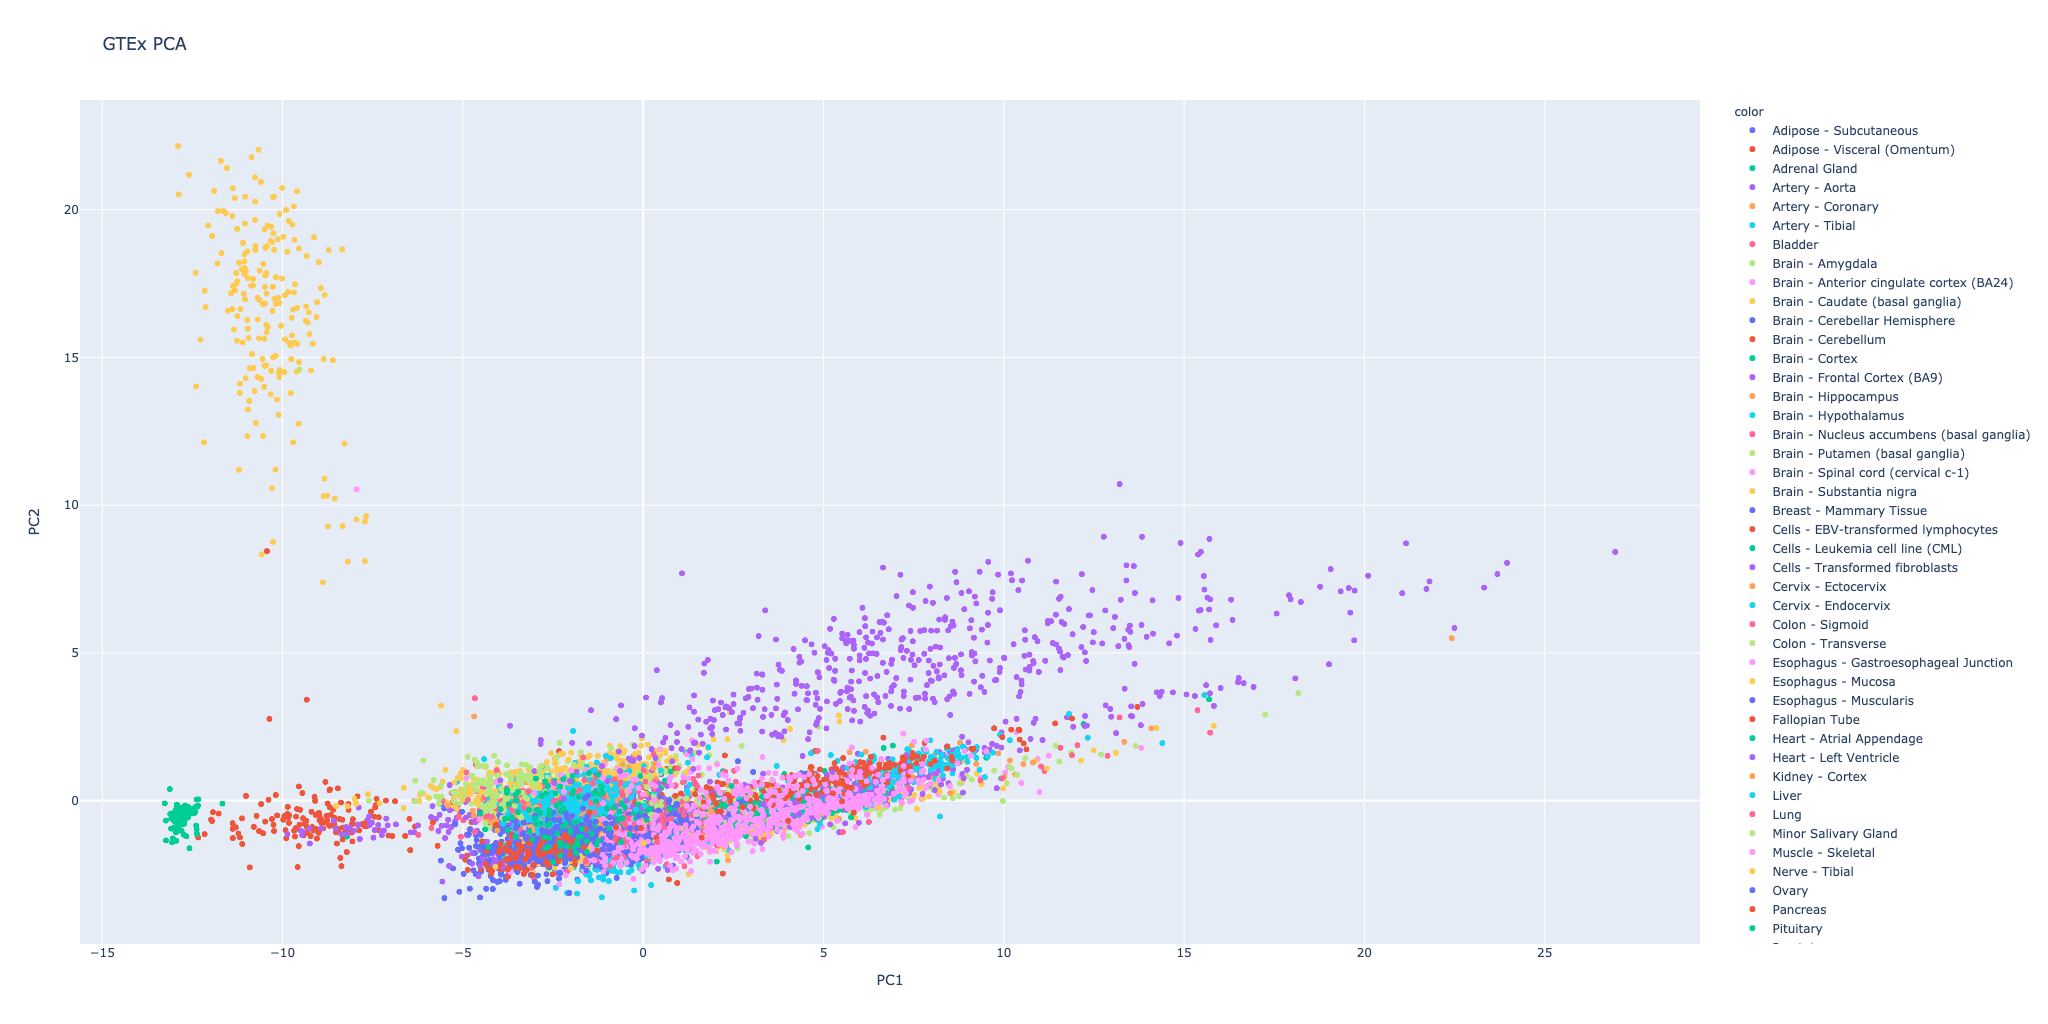 GTEx PCA
color
Adipose - Subcutaneous
Adipose - Visceral (Omentum)
Adrenal Gland
Artery - Aorta
Artery - Coronary
Artery - Tibial
Bladder
Brain - Amygdala
Brain - Anterior cingulate cortex (BA24)
Brain - Caudate (basal ganglia)
Brain - Cerebellar Hemisphere
Brain - Cerebellum
Brain - Cortex
Brain - Frontal Cortex (BA9)
Brain - Hippocampus
Brain - Hypothalamus
Brain - Nucleus accumbens (basal ganglia)
Brain - Putamen (basal ganglia)
Brain - Spinal cord (cervical c-1)
Brain - Substantia nigra
Breast - Mammary Tissue
Cells - EBV-transformed lymphocytes
Cells - Leukemia cell line (CML)
Cells - Transformed fibroblasts
Cervix - Ectocervix
Cervix - Endocervix
Colon - Sigmoid
Colon - Transverse
Esophagus - Gastroesophageal Junction
Esophagus - Mucosa
Esophagus - Muscularis
Fallopian Tube
Heart - Atrial Appendage
Heart - Left Ventricle
Kidney - Cortex
Liver
Lung
Minor Salivary Gland
Muscle - Skeletal
Nerve - Tibial
Ovary
Pancreas
Pituitary
20
15
10
5
0
PC2
−15
−10
−5
0
5
10
15
20
25
PC1